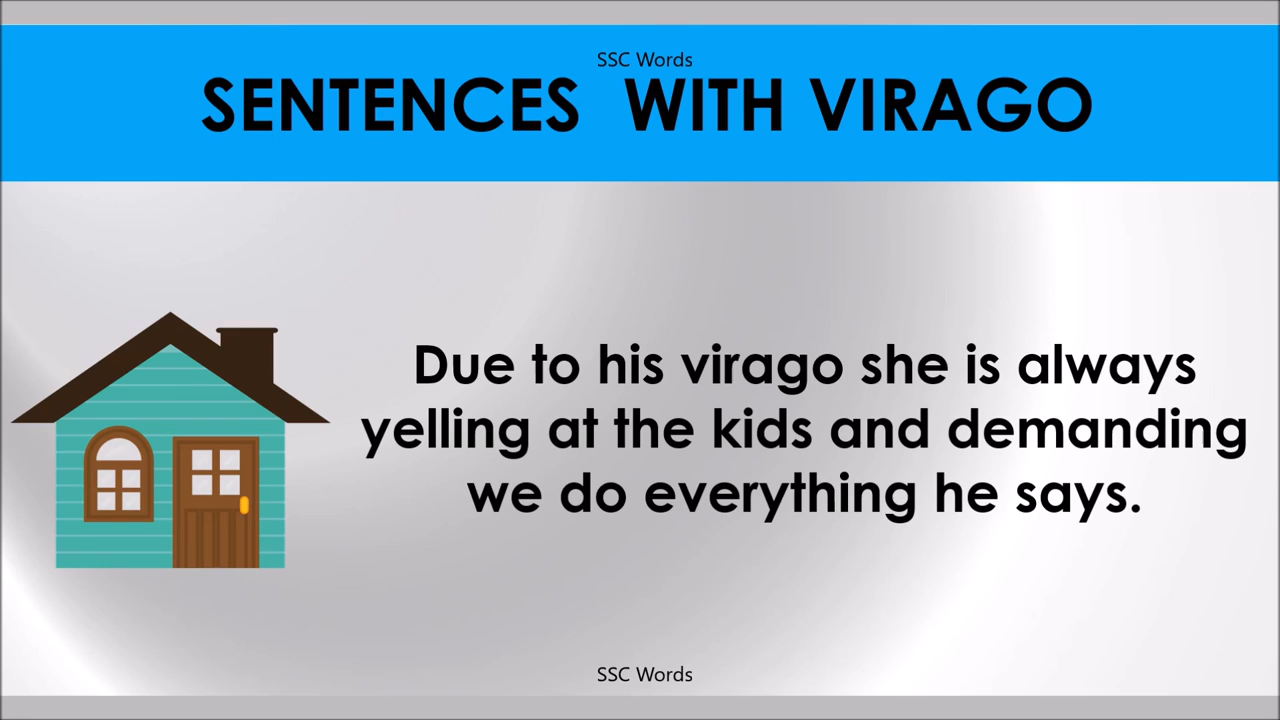 SSC Words
SENTENCES WITH VIRAGO
Due to his virago she is always
yelling at the kids and demanding
we do everything he says.
SSC Words